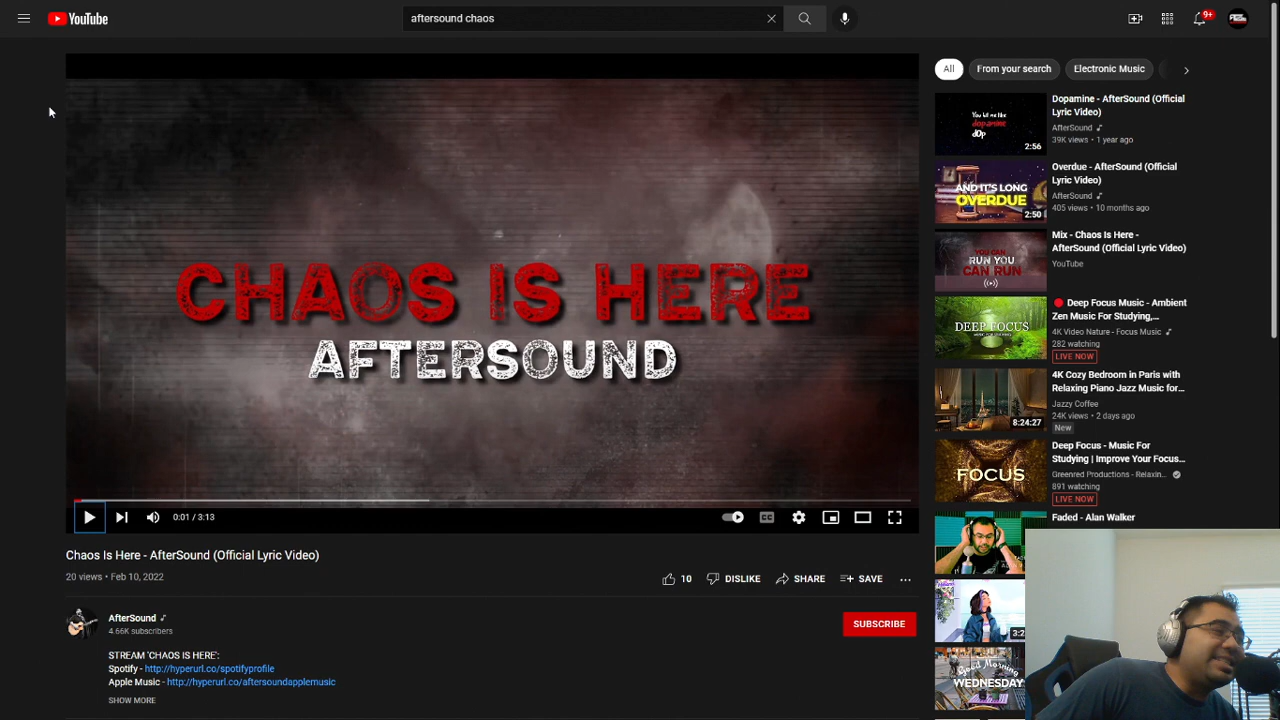 YouTube
aftersound chaos
9+
CHAOS IS HERE
AFTERSOUND
0:01 / 3:13
CC
Chaos Is Here - AfterSound (Official Lyric Video)
20 views • Feb 10, 2022
10
DISLIKE
SHARE
SAVE
AfterSound
4.66K subscribers
SUBSCRIBE
STREAM 'CHAOS IS HERE':
Spotify - http://hyperurl.co/spotifyprofile
Apple Music - http://hyperurl.co/aftersoundapplemusic
SHOW MORE
All
From your search
Electronic Music
You hit me like
dopamine
dOp
2:56
Dopamine - AfterSound (Official
Lyric Video)
AfterSound
39K views • 1 year ago
AND IT'S LONG
OVERDUE
2:50
Overdue - AfterSound (Official
Lyric Video)
AfterSound
405 views • 10 months ago
YOU CAN
RUN YOU
CAN RUN
Mix - Chaos Is Here -
AfterSound (Official Lyric Video)
YouTube
DEEP FOCUS
Deep Focus Music - Ambient
Zen Music For Studying,...
4K Video Nature - Focus Music
282 watching
LIVE NOW
8:24:27
4K Cozy Bedroom in Paris with
Relaxing Piano Jazz Music for...
Jazzy Coffee
24K views • 2 days ago
New
FOCUS
Deep Focus - Music For
Studying | Improve Your Focus...
Greenred Productions - Relaxin...
891 watching
LIVE NOW
Faded - Alan Walker
Good Morning
WEDNESDAY